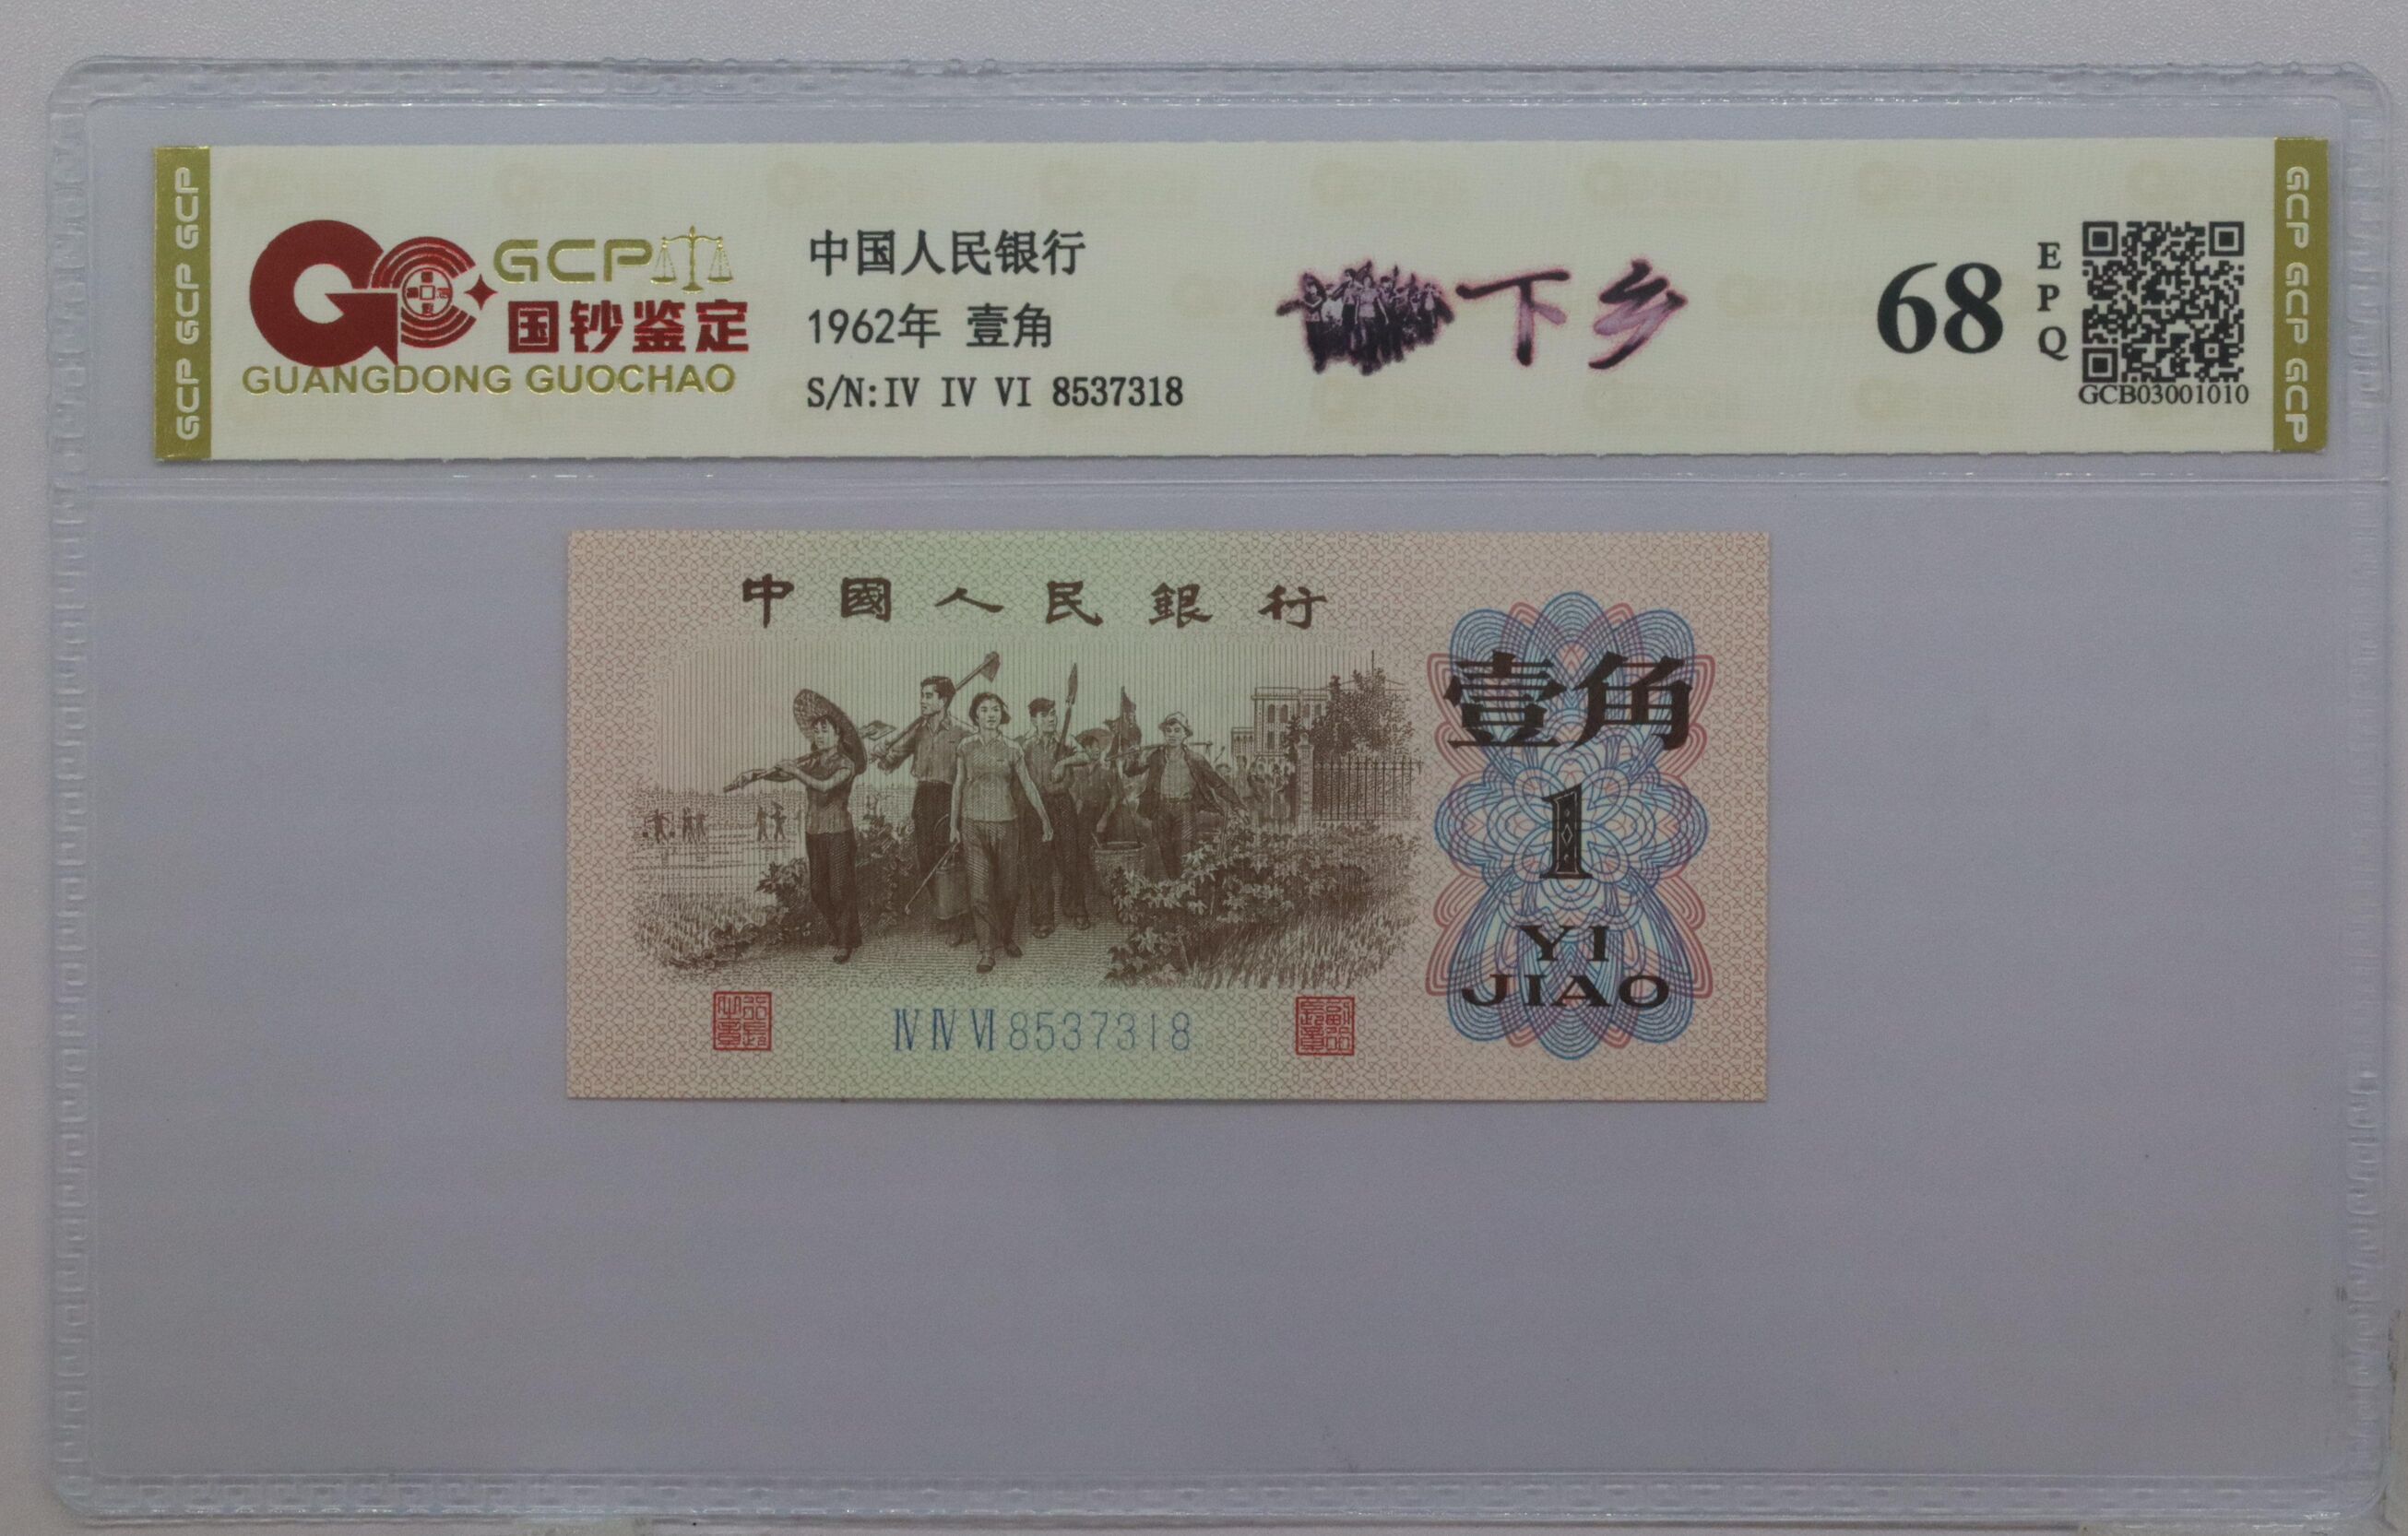 GCP GCP GCP
GCP
国钞鉴定
GUANGDONG GUOCHAO
中国人民银行
1962年 壹角
S/N:IV IV VI 8537318
下乡
68
EPQ
GCB03001010
GCP GCP GCP
中國人民銀行
壹角
1
YI
JIAO
Ⅳ Ⅳ Ⅵ 8537318